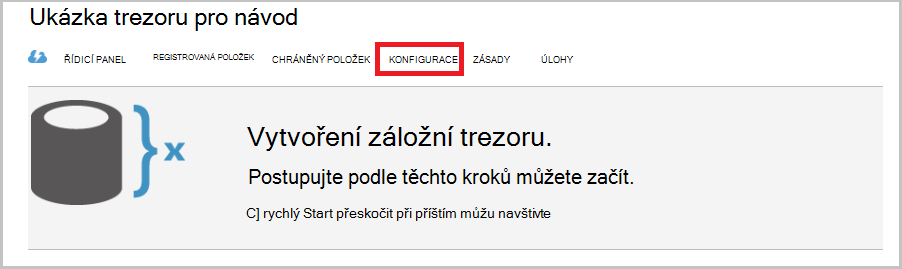 Ukázka trezoru pro návod
ŘÍDICÍ PANEL REGISTROVANÁ POLOŽEK CHRÁNĚNÝ POLOŽEK KONFIGURACE ZÁSADY ÚLOHY
x
Vytvoření záložní trezoru.
Postupujte podle těchto kroků můžete začít.
C] rychlý Start přeskočit při příštím můžu navštivte